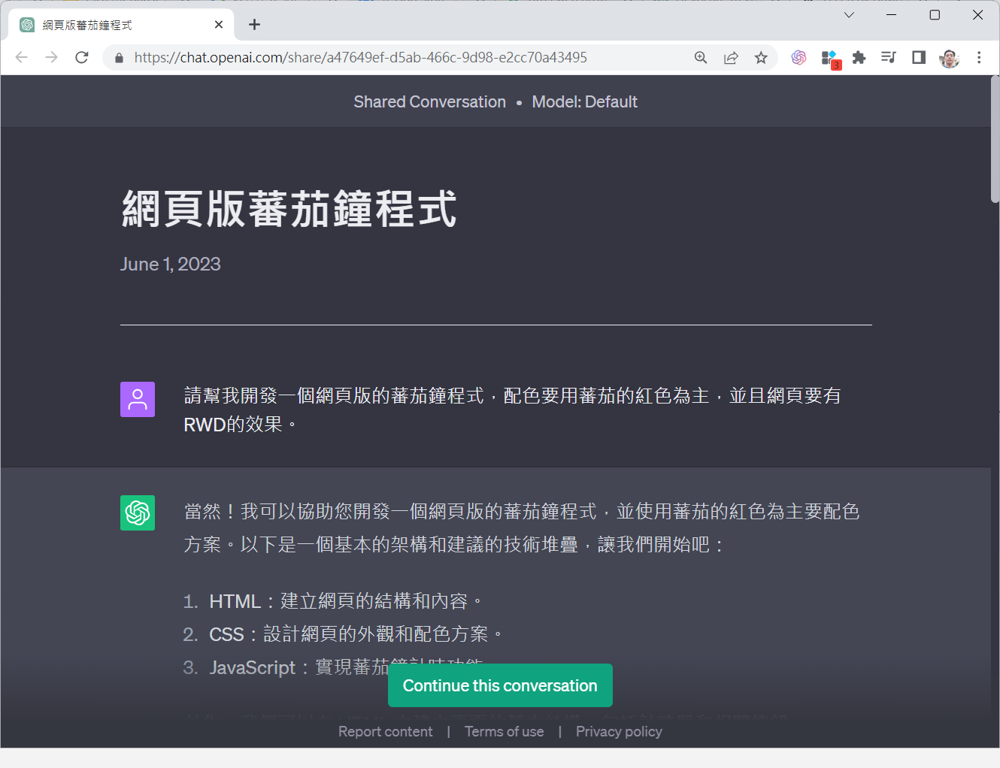 網頁版蕃茄鐘程式
https://chat.openai.com/share/a47649ef-d5ab-466c-9d98-e2cc70a43495
3
Shared Conversation • Model: Default
網頁版蕃茄鐘程式
June 1, 2023
請幫我開發一個網頁版的蕃茄鐘程式，配色要用蕃茄的紅色為主，並且網頁要有
RWD的效果。
當然！我可以協助您開發一個網頁版的蕃茄鐘程式，並使用蕃茄的紅色為主要配色
方案。以下是一個基本的架構和建議的技術堆疊，讓我們開始吧：
1. HTML：建立網頁的結構和內容。
2. CSS：設計網頁的外觀和配色方案。
3. JavaScript：實現蕃茄鐘計時功能
Continue this conversation
Report content | Terms of use | Privacy policy